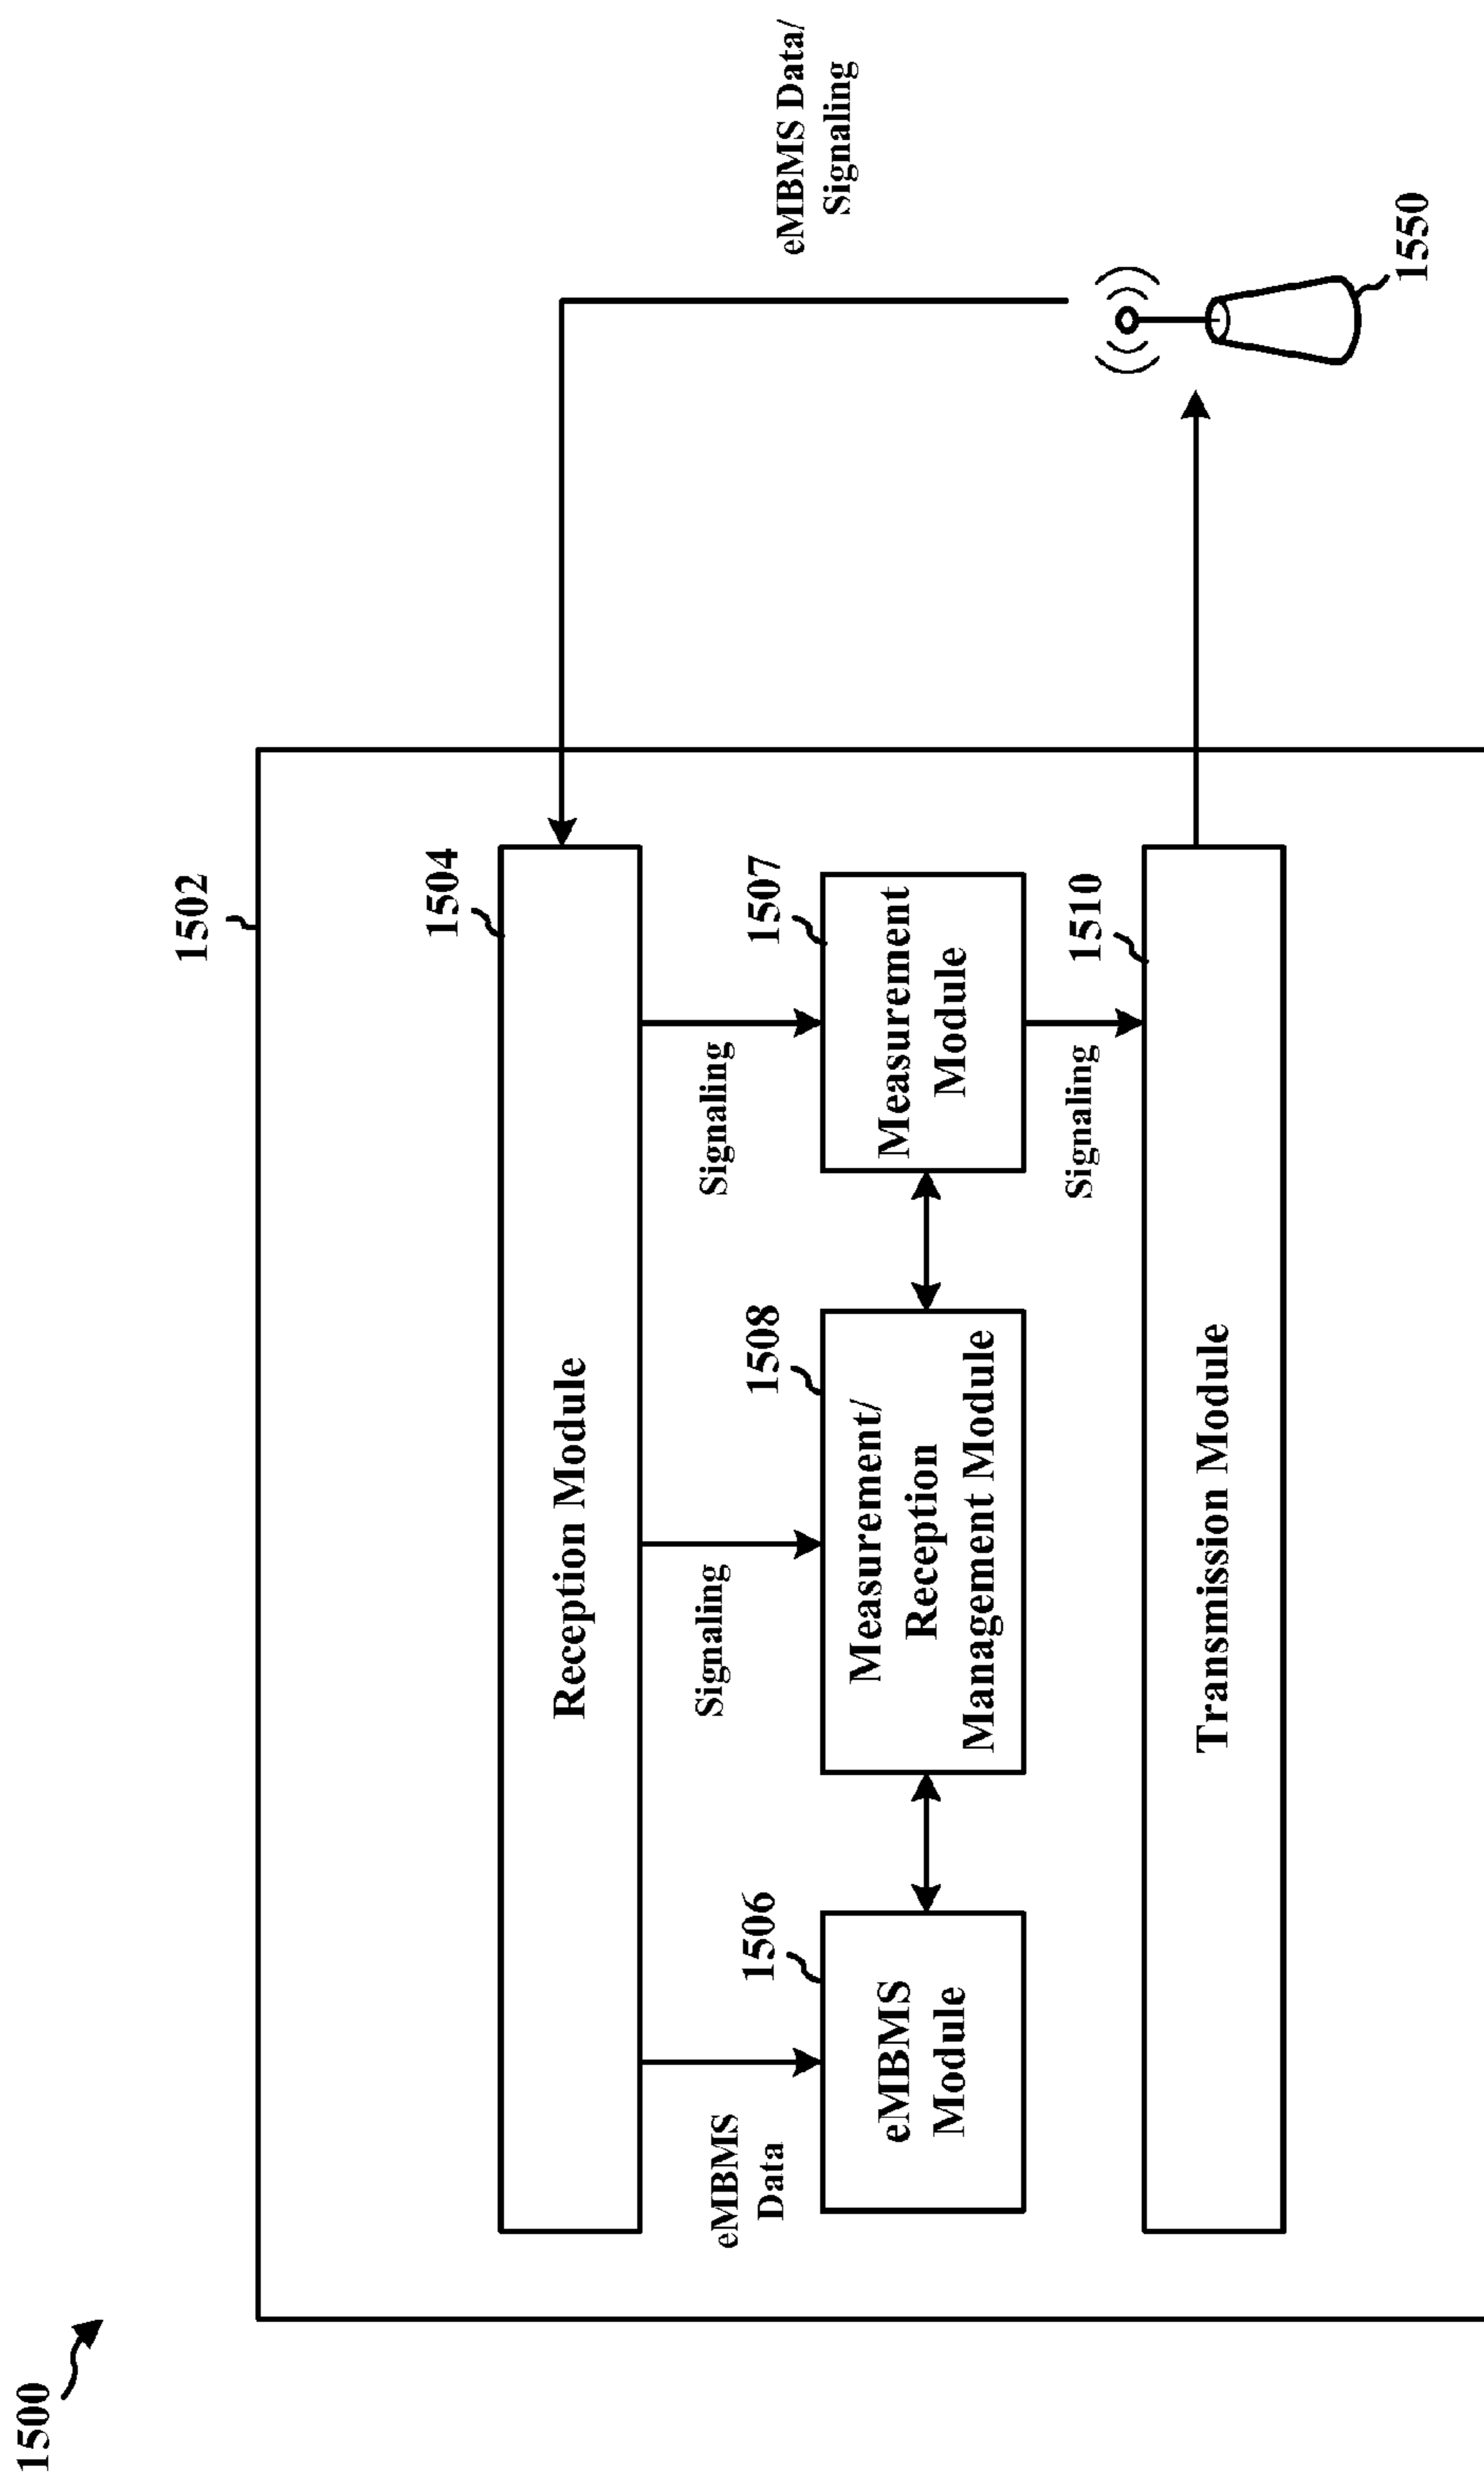 1500
1502
1504
Reception Module
eMBMS Data/
Signaling
eMBMS
Data
Signaling
Signaling
1506
eMBMS
Module
1508
Measurement/
Reception
Management Module
1507
Measurement
Module
Signaling
1510
Transmission Module
1550